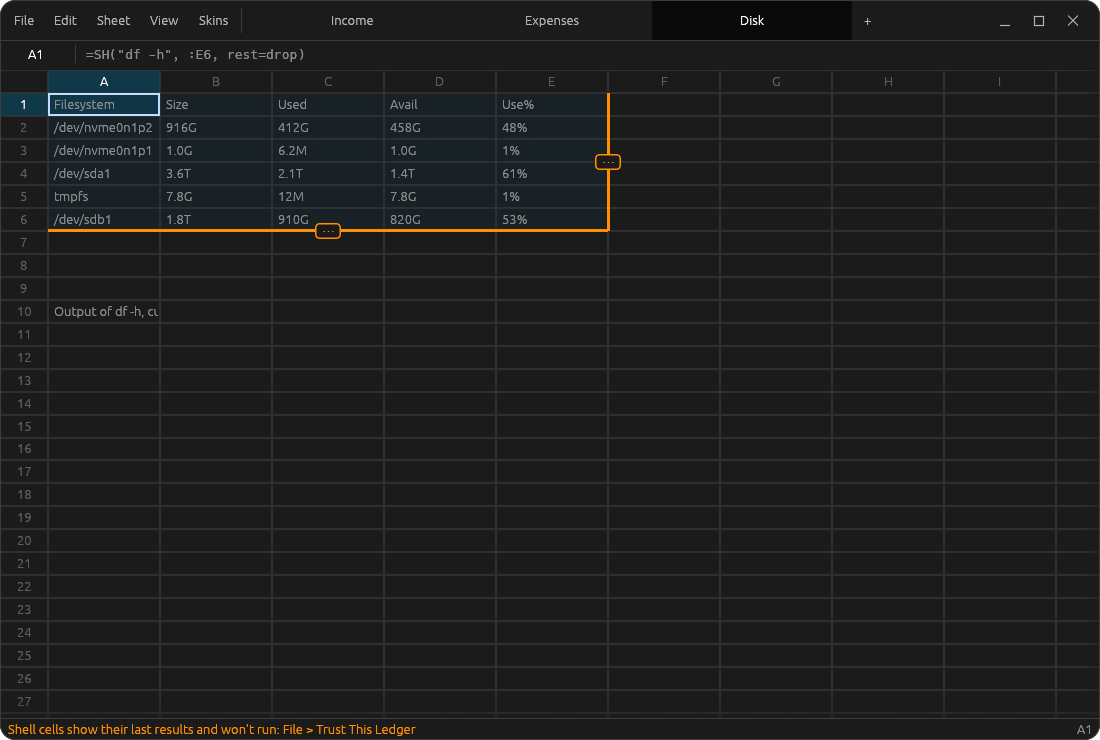 File Edit Sheet View Skins Income Expenses Disk +
A1 =SH("df -h", :E6, rest=drop)
A B C D E F G H I
1 Filesystem Size Used Avail Use%
2 /dev/nvme0n1p2 916G 412G 458G 48%
3 /dev/nvme0n1p1 1.0G 6.2M 1.0G 1%
4 /dev/sda1 3.6T 2.1T 1.4T 61%
5 tmpfs 7.8G 12M 7.8G 1%
6 /dev/sdb1 1.8T 910G 820G 53%
7
8
9
10 Output of df -h, cu
11
12
13
14
15
16
17
18
19
20
21
22
23
24
25
26
27
Shell cells show their last results and won't run: File > Trust This Ledger A1